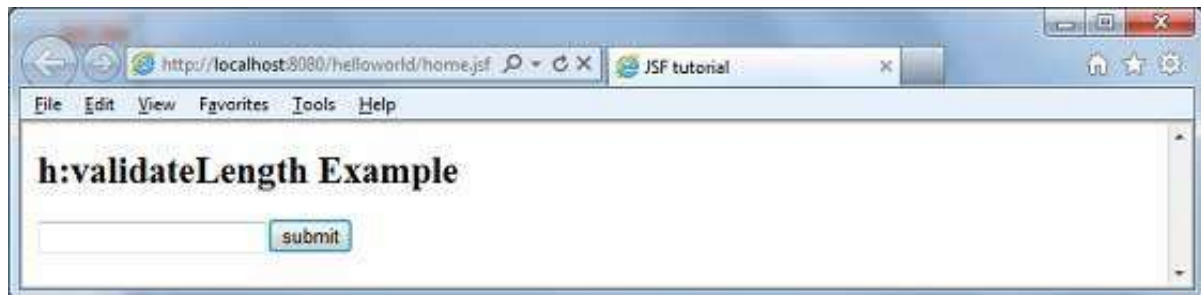 http://localhost:8080/helloworld/home.jsf
JSF tutorial
File Edit View Favorites Tools Help
h:validateLength Example
submit